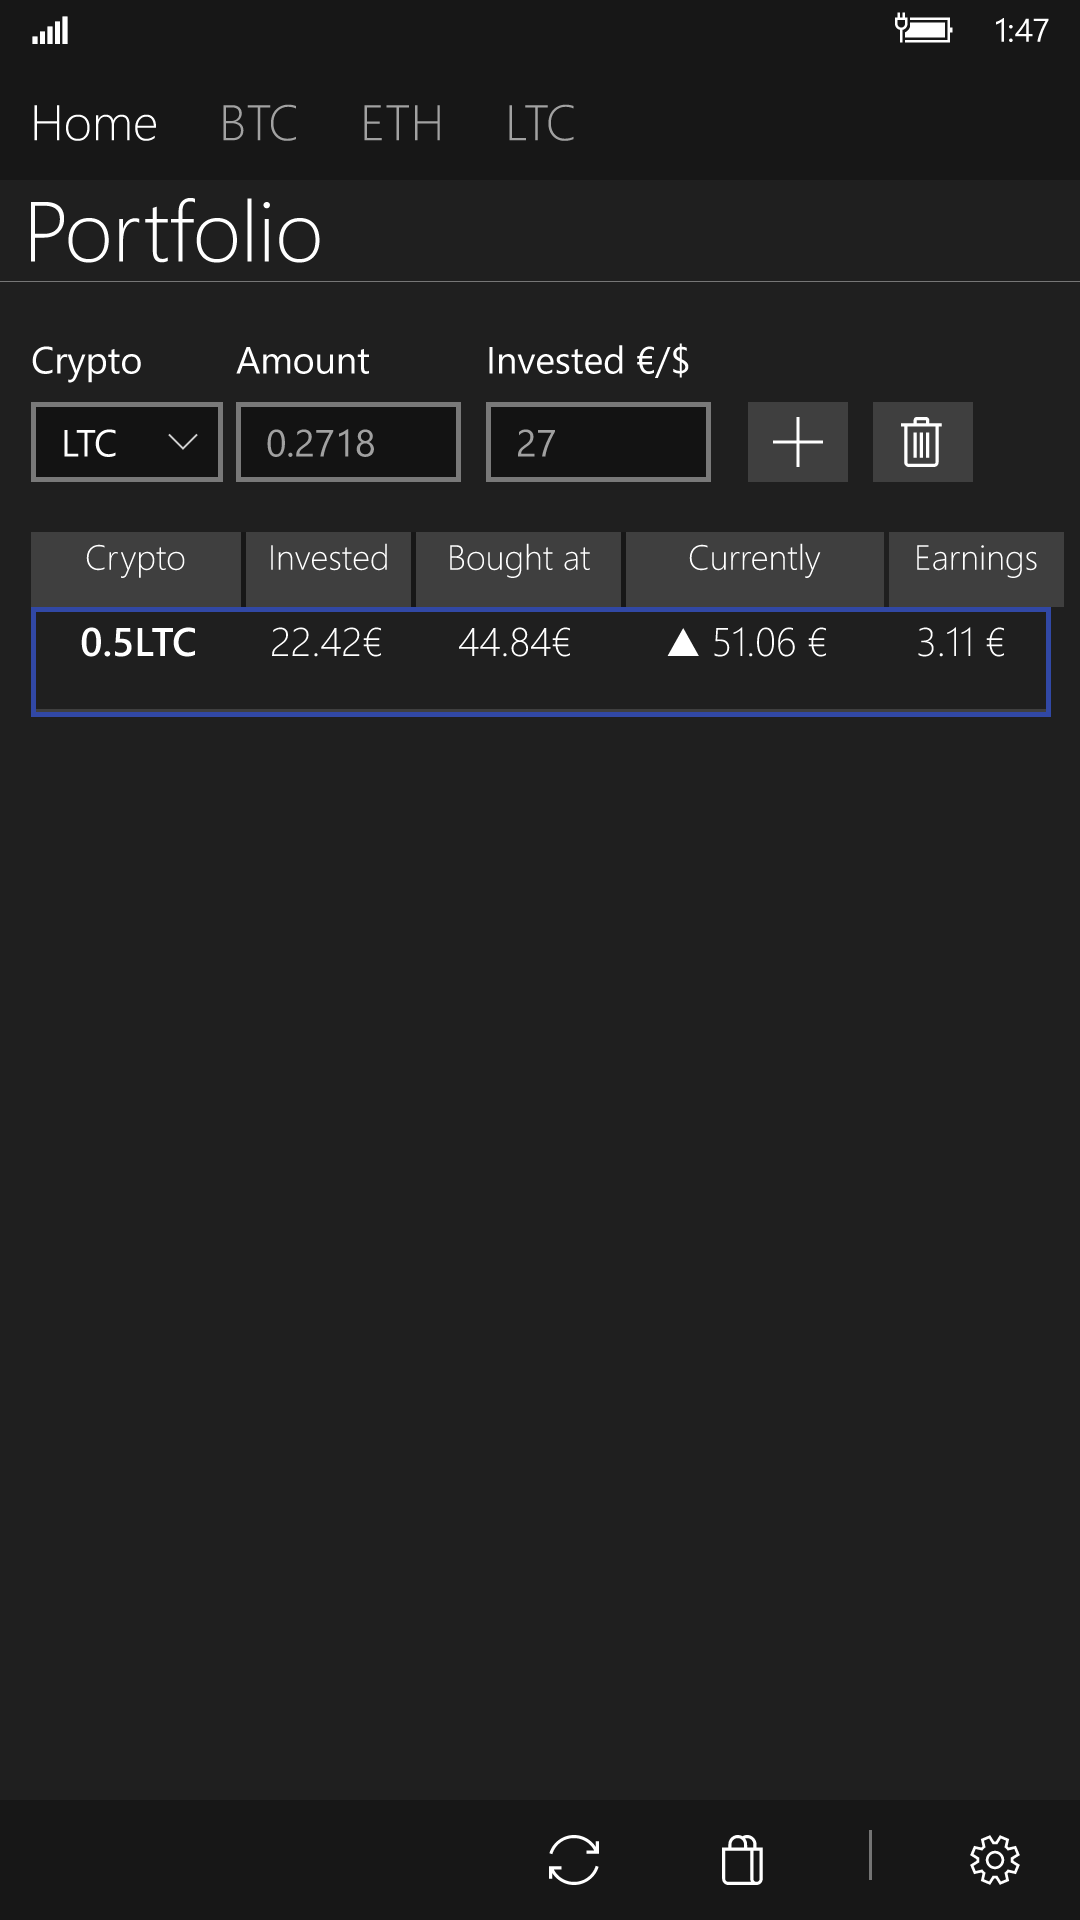 1:47
Home BTC ETH LTC
Portfolio
Crypto Amount Invested €/$
LTC 0.2718 27
Crypto Invested Bought at Currently Earnings
0.5LTC 22.42€ 44.84€ ▲ 51.06 € 3.11 €